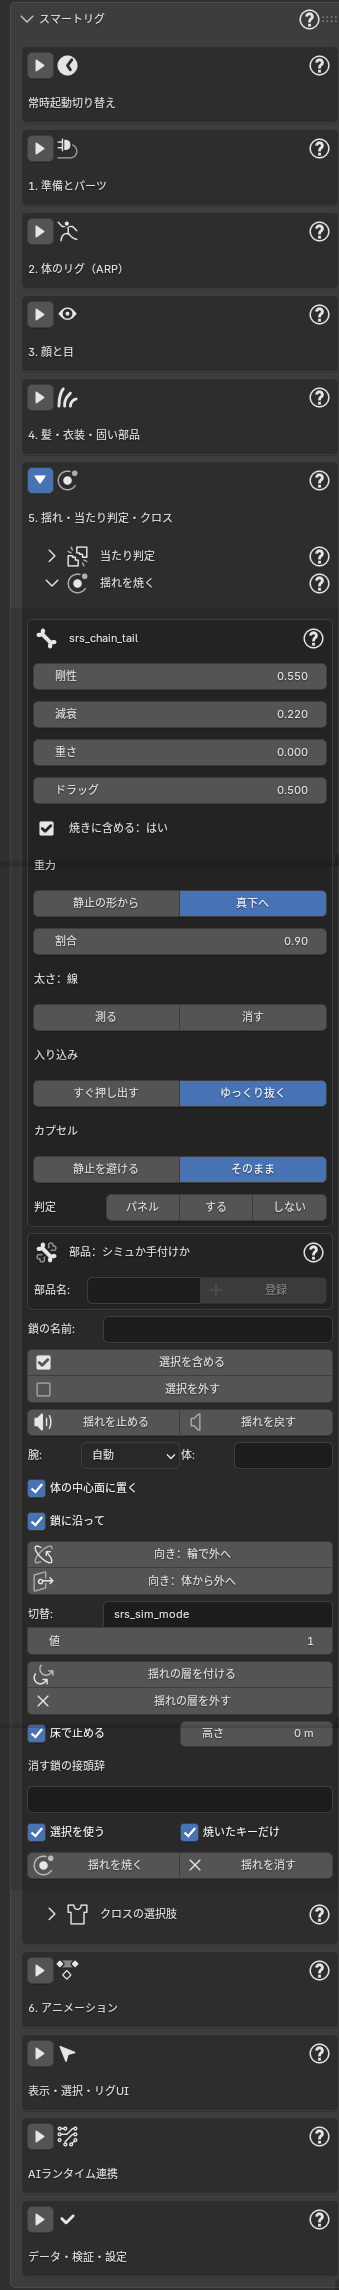 スマートリグ
常時起動切り替え
1. 準備とパーツ
2. 体のリグ（ARP）
3. 顔と目
4. 髪・衣装・固い部品
5. 揺れ・当たり判定・クロス
当たり判定
揺れを焼く
srs_chain_tail
剛性 0.550
減衰 0.220
重さ 0.000
ドラッグ 0.500
焼きに含める: はい
重力
静止の形から 真下へ
割合 0.90
太さ: 線
測る 消す
入り込み
すぐ押し出す ゆっくり抜く
カプセル
静止を避ける そのまま
判定 パネル する しない
部品: シミュか手付けか
部品名: 登録
鎖の名前:
選択を含める
選択を外す
揺れを止める 揺れを戻す
腕: 自動 体:
体の中心面に置く
鎖に沿って
向き: 輪で外へ
向き: 体から外へ
切替: srs_sim_mode
値 1
揺れの層を付ける
揺れの層を外す
床で止める 高さ 0 m
消す鎖の接頭辞
選択を使う 焼いたキーだけ
揺れを焼く 揺れを消す
クロスの選択肢
6. アニメーション
表示・選択・リグUI
AIランタイム連携
データ・検証・設定